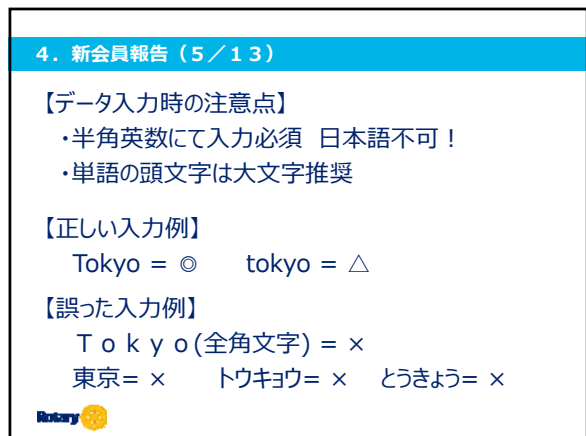 ４．新会員報告（５／１３）
【データ入力時の注意点】
・半角英数にて入力必須 日本語不可！
・単語の頭文字は大文字推奨
【正しい入力例】
Tokyo = ◎ tokyo = △
【誤った入力例】
Ｔｏｋｙｏ(全角文字) = ×
東京= × トウキョウ= × とうきょう= ×
Rotary